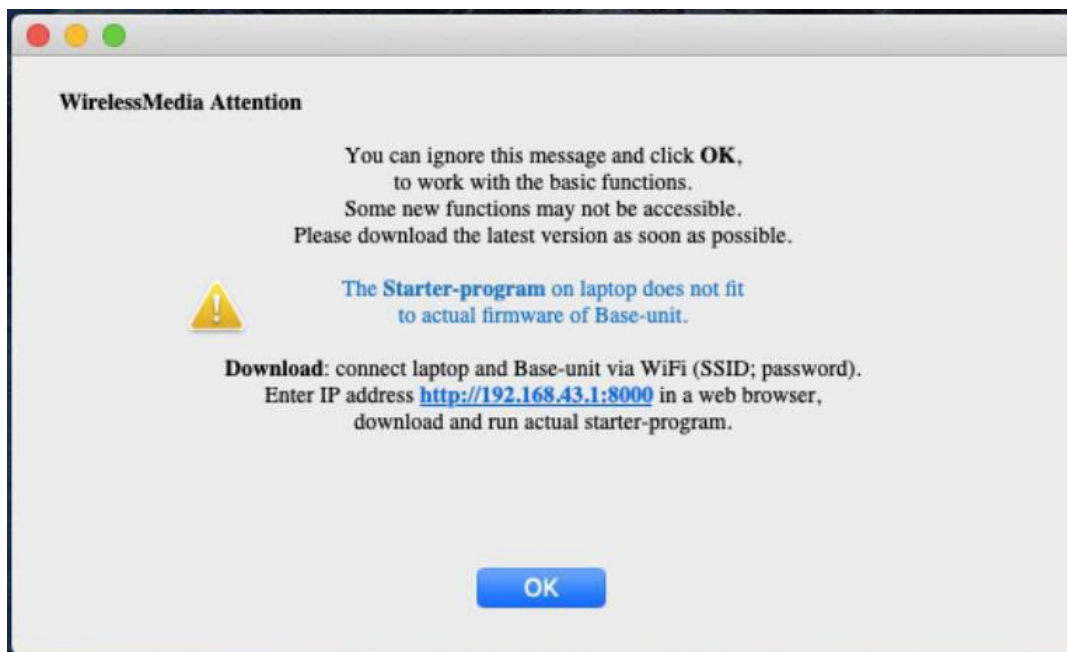 WirelessMedia Attention
You can ignore this message and click OK,
to work with the basic functions.
Some new functions may not be accessible.
Please download the latest version as soon as possible.
The Starter-program on laptop does not fit
to actual firmware of Base-unit.
Download: connect laptop and Base-unit via WiFi (SSID; password).
Enter IP address http://192.168.43.1:8000 in a web browser,
download and run actual starter-program.
OK